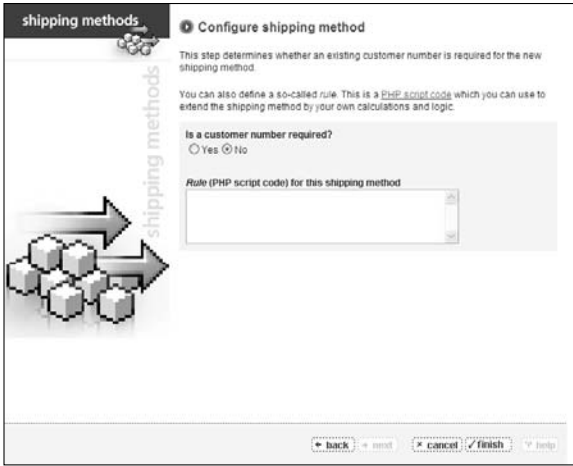 shipping methods
shipping methods
Configure shipping method
This step determines whether an existing customer number is required for the new
shipping method.
You can also define a so-called rule. This is a PHP script code which you can use to
extend the shipping method by your own calculations and logic.
Is a customer number required?
Yes No
Rule (PHP script code) for this shipping method
back next cancel finish help